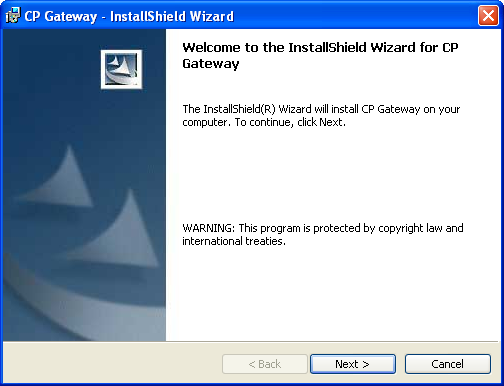 CP Gateway - InstallShield Wizard
Welcome to the InstallShield Wizard for CP
Gateway
The InstallShield(R) Wizard will install CP Gateway on your
computer. To continue, click Next.
WARNING: This program is protected by copyright law and
international treaties.
< Back
Next >
Cancel